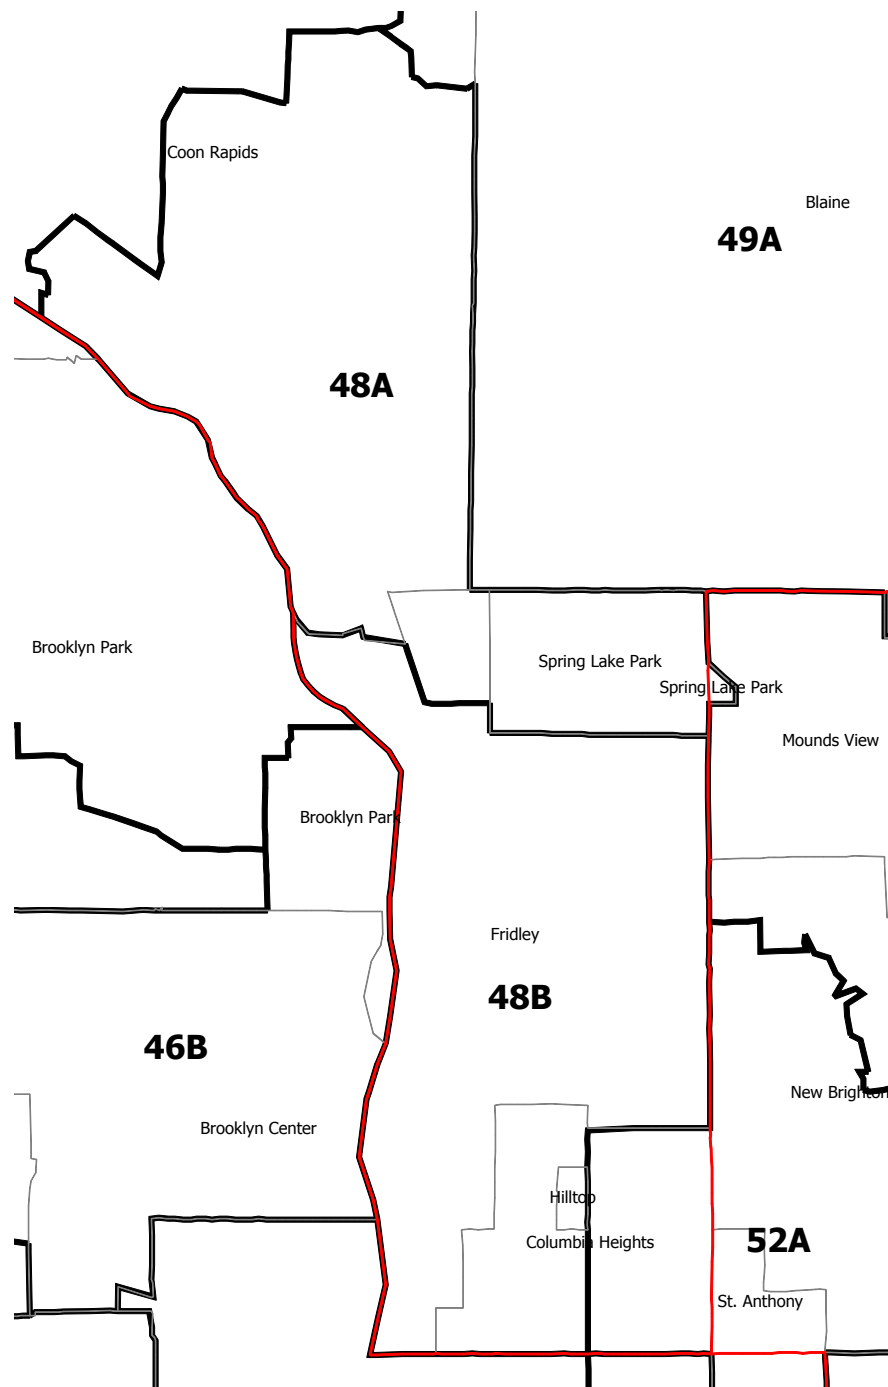 Coon Rapids
Blaine
49A
48A
Brooklyn Park
Spring Lake Park
Spring Lake Park
Mounds View
Brooklyn Park
Fridley
48B
46B
New Brighton
Brooklyn Center
Hilltop
Columbia Heights
52A
St. Anthony